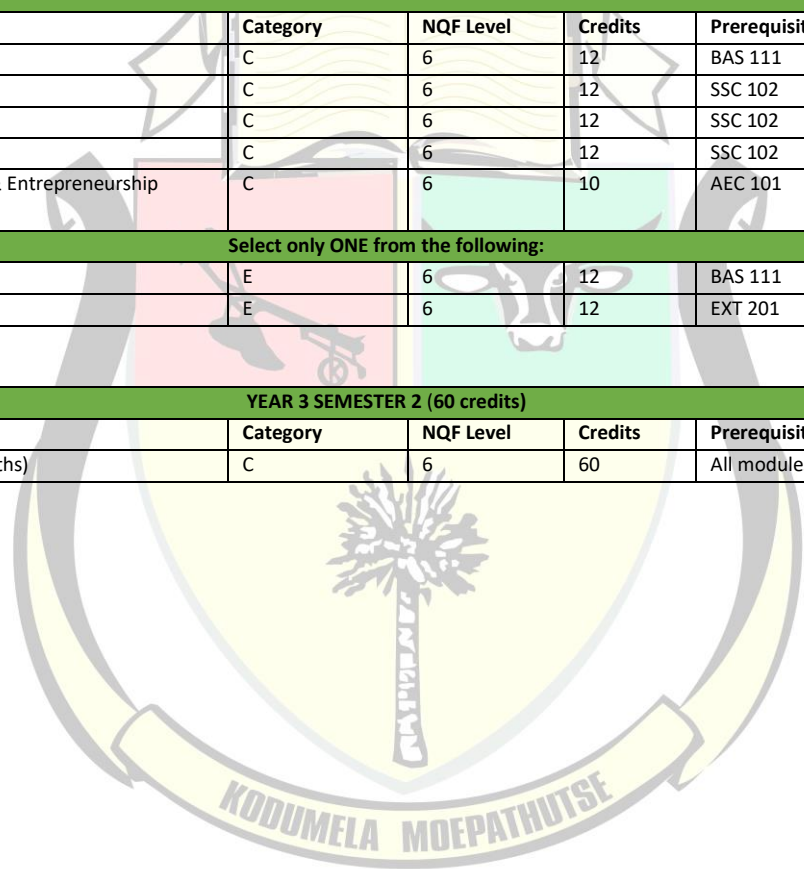 Category NQF Level Credits Prerequisit
C 6 12 BAS 111
C 6 12 SSC 102
C 6 12 SSC 102
C 6 12 SSC 102
Entrepreneurship C 6 10 AEC 101
Select only ONE from the following:
E 6 12 BAS 111
E 6 12 EXT 201
YEAR 3 SEMESTER 2 (60 credits)
Category NQF Level Credits Prerequisit
ths) C 6 60 All module
KODUMELA MOEPATHUTSE